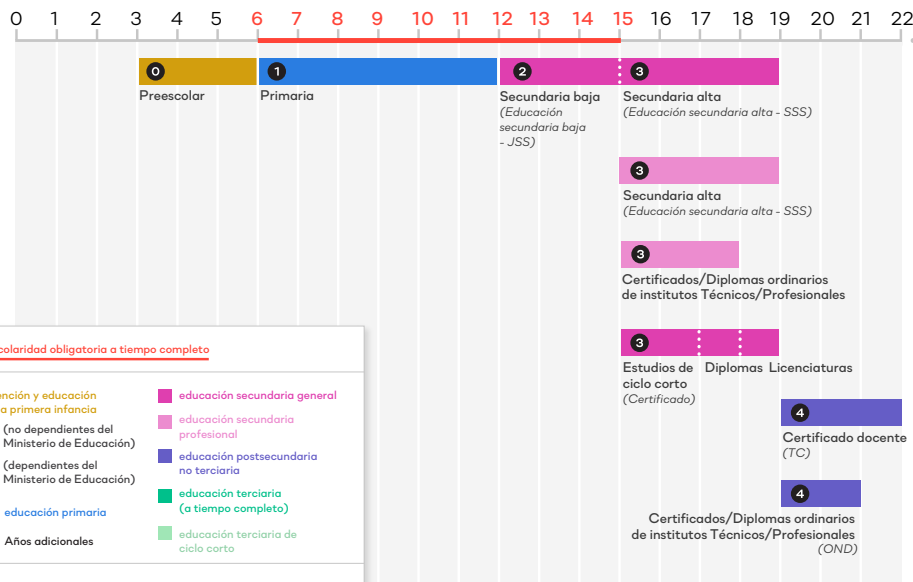 0 1 2 3 4 5 6 7 8 9 10 11 12 13 14 15 16 17 18 19 20 21 22
0
Preescolar
1
Primaria
2
Secundaria baja
(Educación
secundaria baja
- JSS)
3
Secundaria alta
(Educación secundaria alta - SSS)
3
Secundaria alta
(Educación secundaria alta - SSS)
3
Certificados/Diplomas ordinarios
de institutos Técnicos/Profesionales
3
Estudios de
ciclo corto
(Certificado)
Diplomas
Licenciaturas
4
Certificado docente
(TC)
4
Certificados/Diplomas ordinarios
de institutos Técnicos/Profesionales
(OND)
colaridad obligatoria a tiempo completo
nción y educación
a primera infancia
(no dependientes del
Ministerio de Educación)
(dependientes del
Ministerio de Educación)
educación primaria
Años adicionales
educación secundaria general
educación secundaria
profesional
educación postsecundaria
no terciaria
educación terciaria
(a tiempo completo)
educación terciaria de
ciclo corto